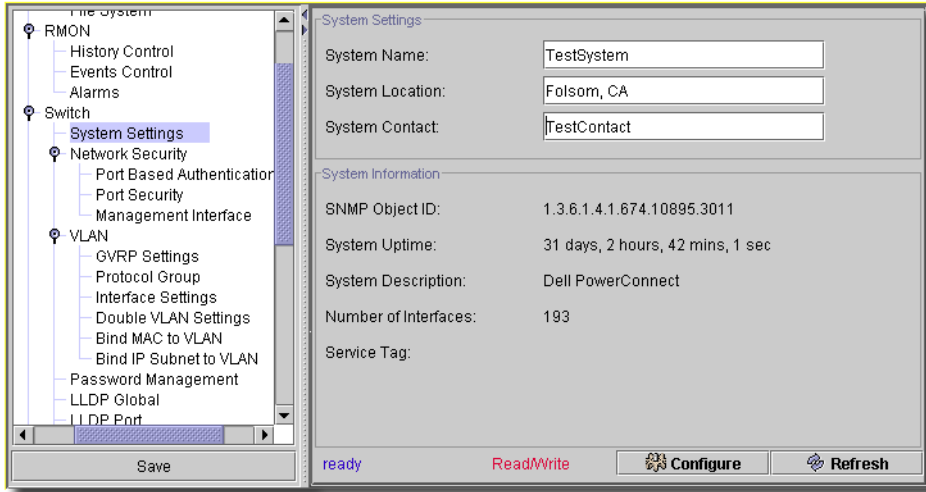 File System
RMON
History Control
Events Control
Alarms
Switch
System Settings
Network Security
Port Based Authentication
Port Security
Management Interface
VLAN
GVRP Settings
Protocol Group
Interface Settings
Double VLAN Settings
Bind MAC to VLAN
Bind IP Subnet to VLAN
Password Management
LLDP Global
LLDP Port
Save
System Settings
System Name: TestSystem
System Location: Folsom, CA
System Contact: TestContact
System Information
SNMP Object ID: 1.3.6.1.4.1.674.10895.3011
System Uptime: 31 days, 2 hours, 42 mins, 1 sec
System Description: Dell PowerConnect
Number of Interfaces: 193
Service Tag:
ready Read/Write Configure Refresh